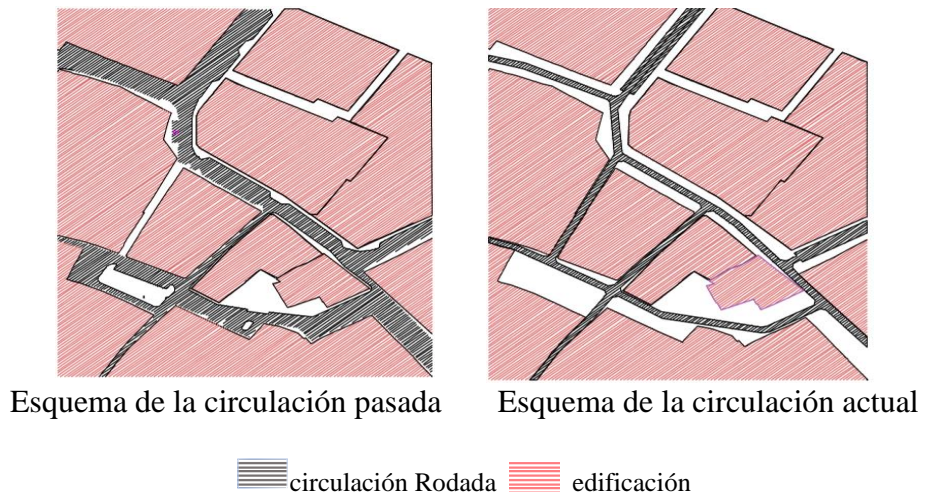 Esquema de la circulación pasada
Esquema de la circulación actual
circulación Rodada
edificación